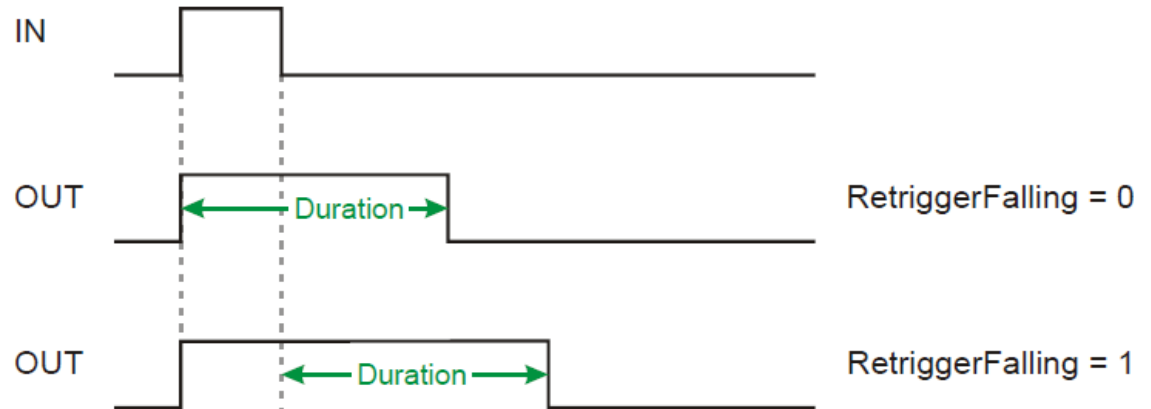 IN
OUT
Duration
RetriggerFalling = 0
OUT
Duration
RetriggerFalling = 1